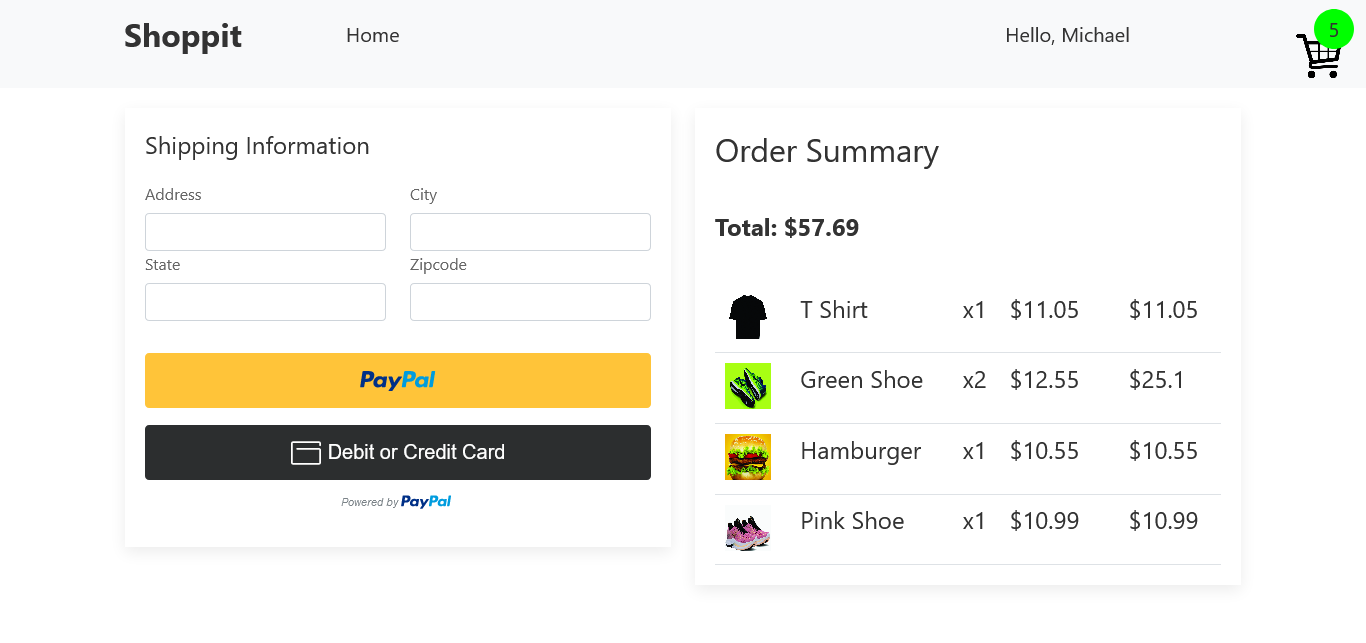 Shoppit
Home
Hello, Michael
5
Shipping Information
Address
City
State
Zipcode
PayPal
Debit or Credit Card
Powered by PayPal
Order Summary
Total: $57.69
T Shirt x1 $11.05 $11.05
Green Shoe x2 $12.55 $25.1
Hamburger x1 $10.55 $10.55
Pink Shoe x1 $10.99 $10.99